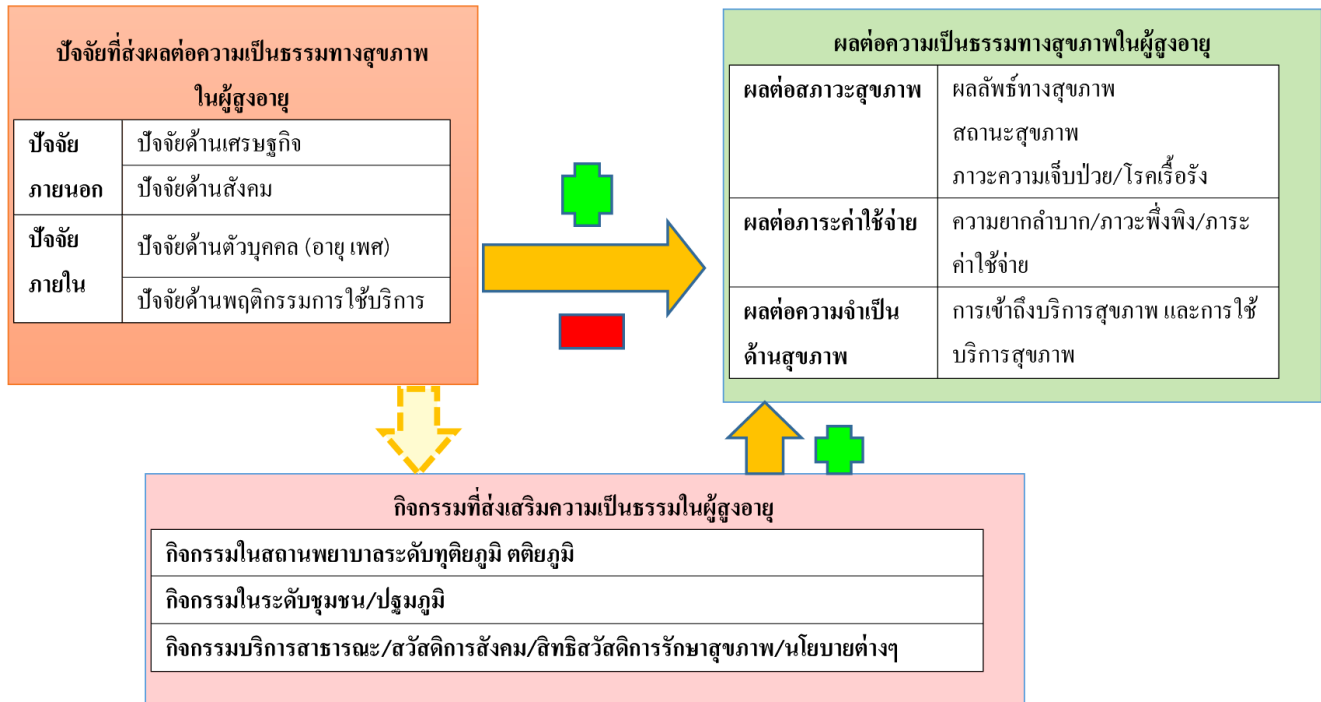 ปัจจัยที่ส่งผลต่อความเป็นธรรมทางสุขภาพ
ในผู้สูงอายุ
ปัจจัย
ภายนอก
ปัจจัยด้านเศรษฐกิจ
ปัจจัยด้านสังคม
ปัจจัย
ภายใน
ปัจจัยด้านตัวบุคคล (อายุ เพศ)
ปัจจัยด้านพฤติกรรมการใช้บริการ
ผลต่อความเป็นธรรมทางสุขภาพในผู้สูงอายุ
ผลต่อสภาวะสุขภาพ
ผลลัพธ์ทางสุขภาพ
สถานะสุขภาพ
ภาวะความเจ็บป่วย/โรคเรื้อรัง
ผลต่อภาระค่าใช้จ่าย
ความยากลำบาก/ภาวะพึ่งพิง/ภาระ
ค่าใช้จ่าย
ผลต่อความจำเป็น
ด้านสุขภาพ
การเข้าถึงบริการสุขภาพ และการใช้
บริการสุขภาพ
กิจกรรมที่ส่งเสริมความเป็นธรรมในผู้สูงอายุ
กิจกรรมในสถานพยาบาลระดับทุติยภูมิ ตติยภูมิ
กิจกรรมในระดับชุมชน/ปฐมภูมิ
กิจกรรมบริการสาธารณะ/สวัสดิการสังคม/สิทธิสวัสดิการรักษาสุขภาพ/นโยบายต่างๆ